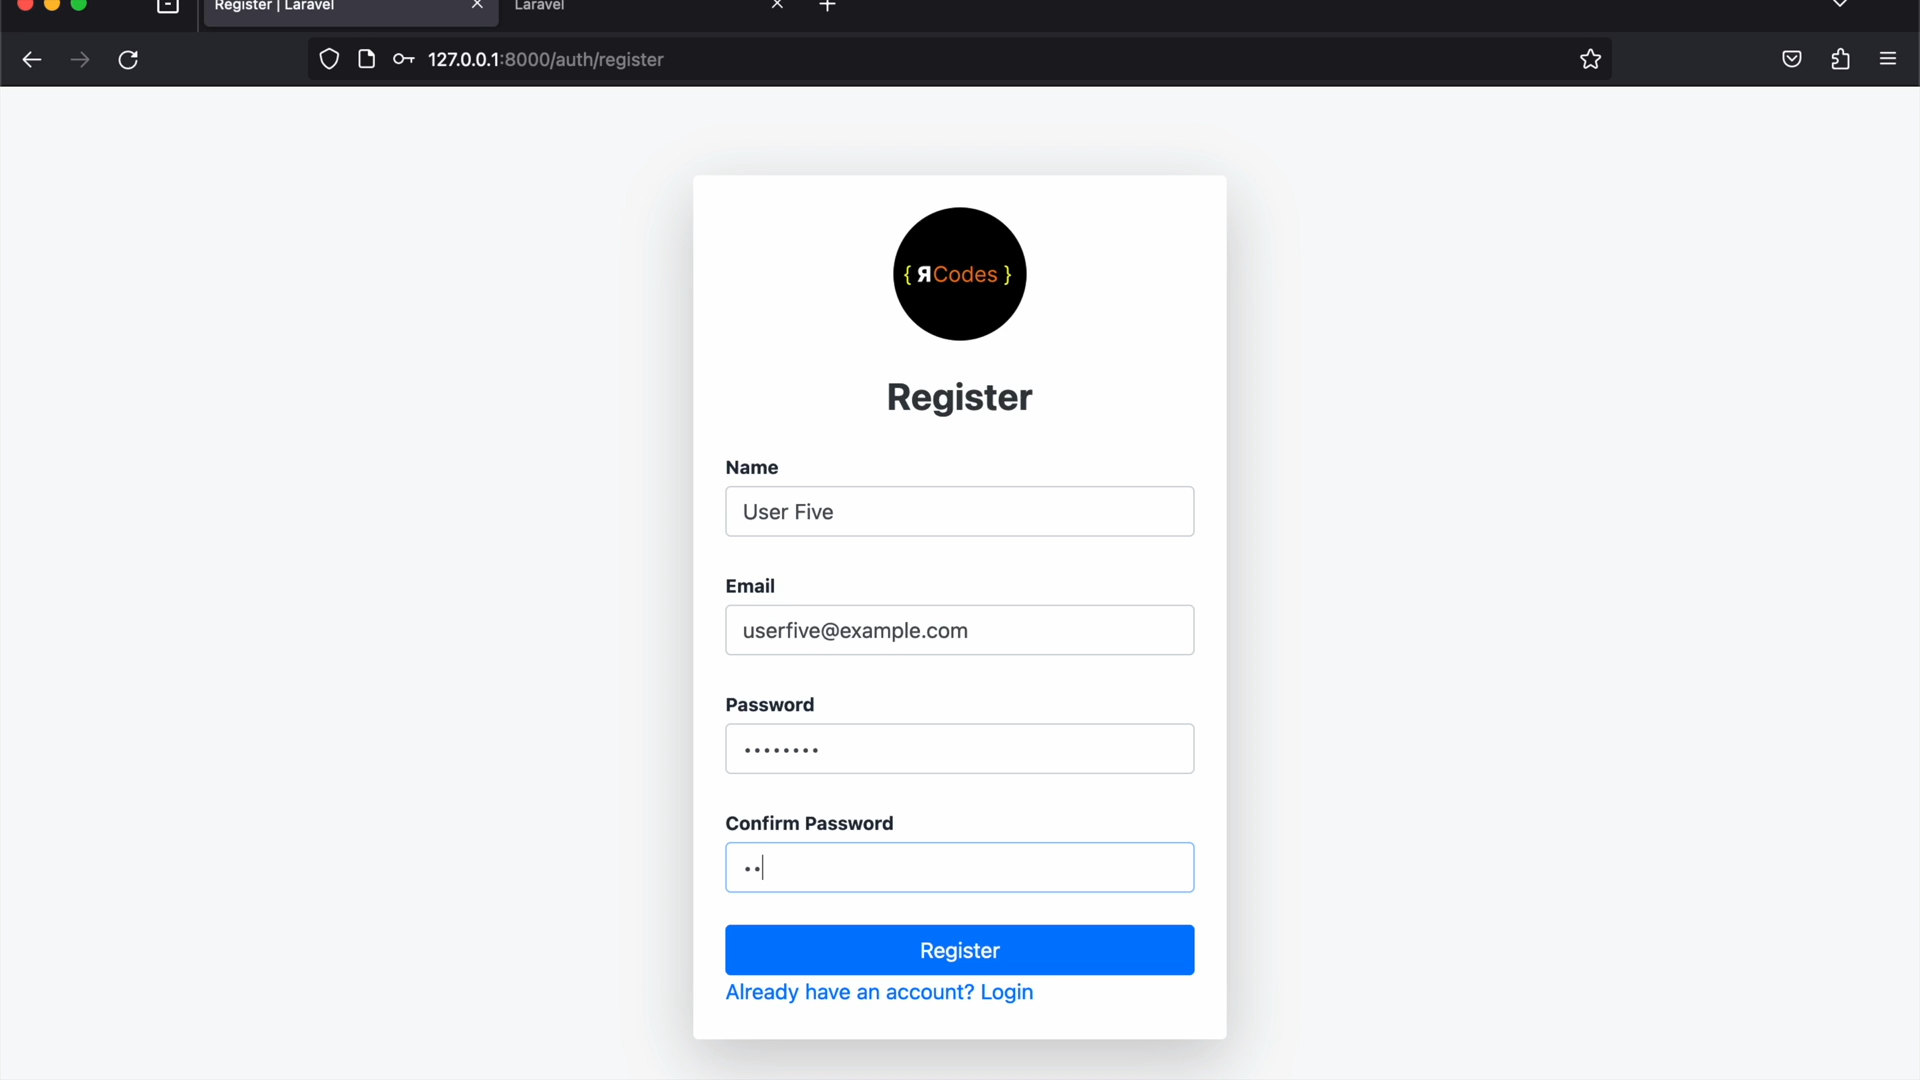 Register | Laravel
Laravel
127.0.0.1:8000/auth/register
{ ЯCodes }
Register
Name
User Five
Email
userfive@example.com
Password
••••••••
Confirm Password
••
Register
Already have an account? Login